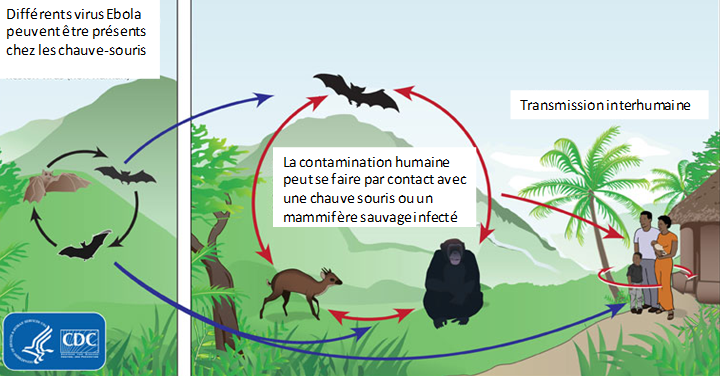 Différents virus Ebola
peuvent être présents
chez les chauve-souris
Transmission interhumaine
La contamination humaine
peut se faire par contact avec
une chauve souris ou un
mammifère sauvage infecté
CDC